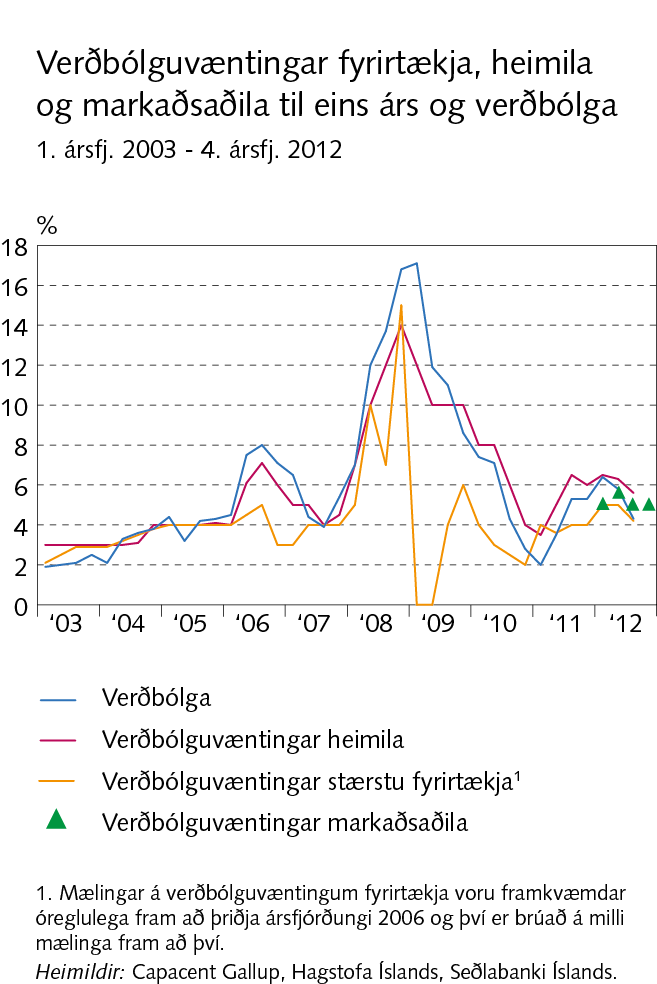 Verðbólguvæntingar fyrirtækja, heimila
og markaðsaðila til eins árs og verðbólga
1. ársfj. 2003 - 4. ársfj. 2012
%
18
16
14
12
10
8
6
4
2
0
‘03 ‘04 ‘05 ‘06 ‘07 ‘08 ‘09 ‘10 ‘11 ‘12
Verðbólga
Verðbólguvæntingar heimila
Verðbólguvæntingar stærstu fyrirtækja¹
Verðbólguvæntingar markaðsaðila
1. Mælingar á verðbólguvæntingum fyrirtækja voru framkvæmdar
óreglulega fram að þriðja ársfjórðungi 2006 og því er brúað á milli
mælinga fram að því.
Heimildir: Capacent Gallup, Hagstofa Íslands, Seðlabanki Íslands.